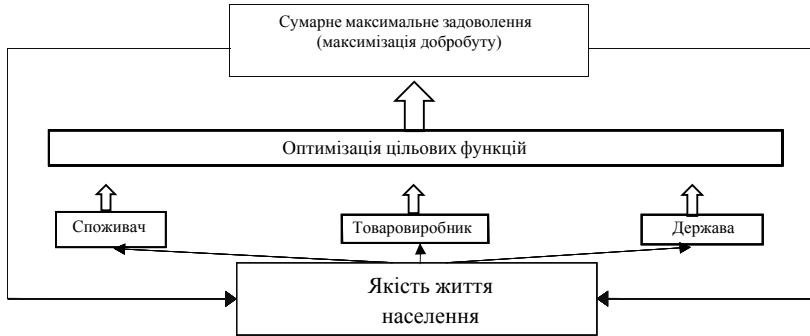 Сумарне максимальне задоволення
(максимізація добробуту)
Оптимізація цільових функцій
Споживач
Товаровиробник
Держава
Якість життя
населення